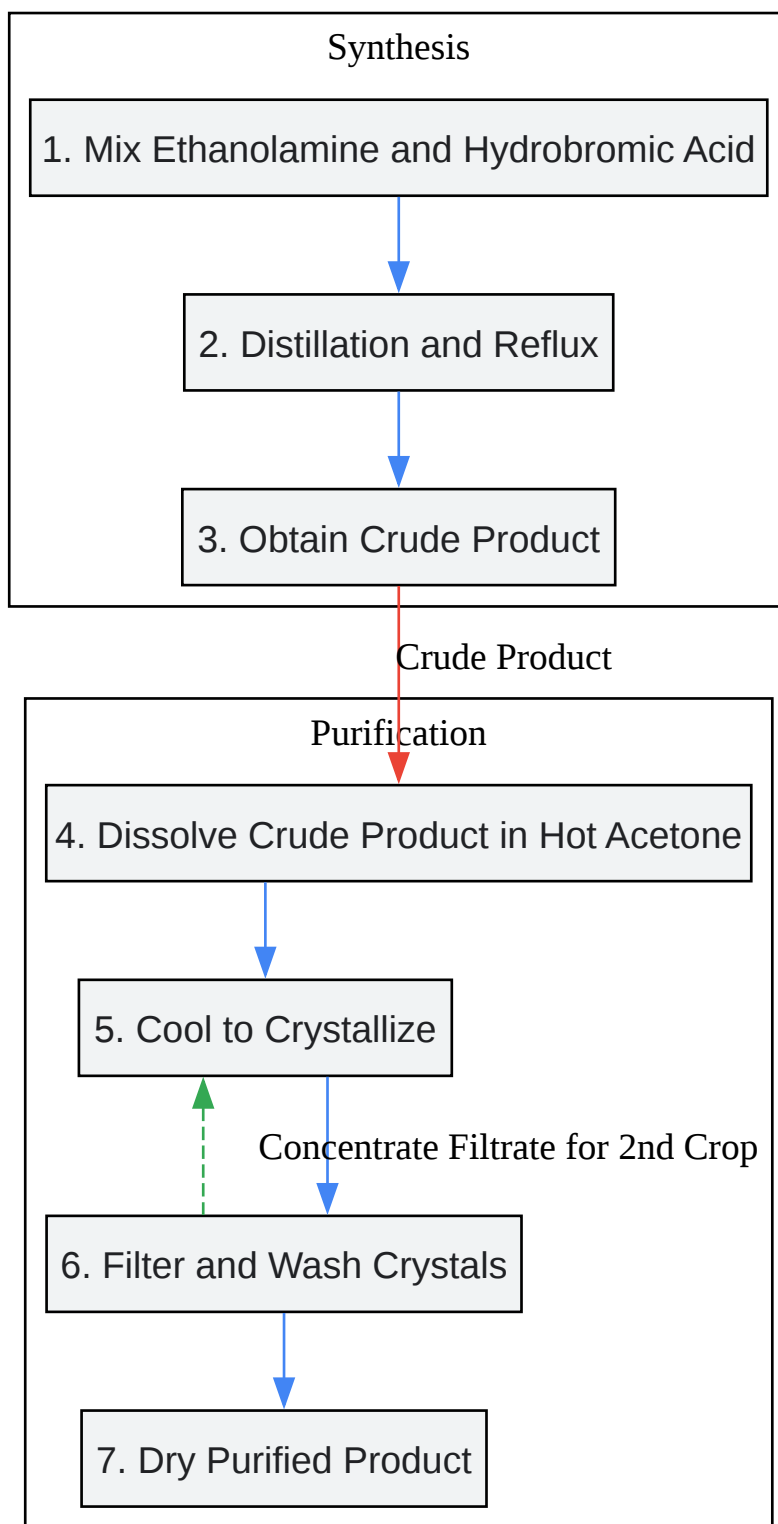 Synthesis
1. Mix Ethanolamine and Hydrobromic Acid
2. Distillation and Reflux
3. Obtain Crude Product
Crude Product
Purification
4. Dissolve Crude Product in Hot Acetone
5. Cool to Crystallize
Concentrate Filtrate for 2nd Crop
6. Filter and Wash Crystals
7. Dry Purified Product